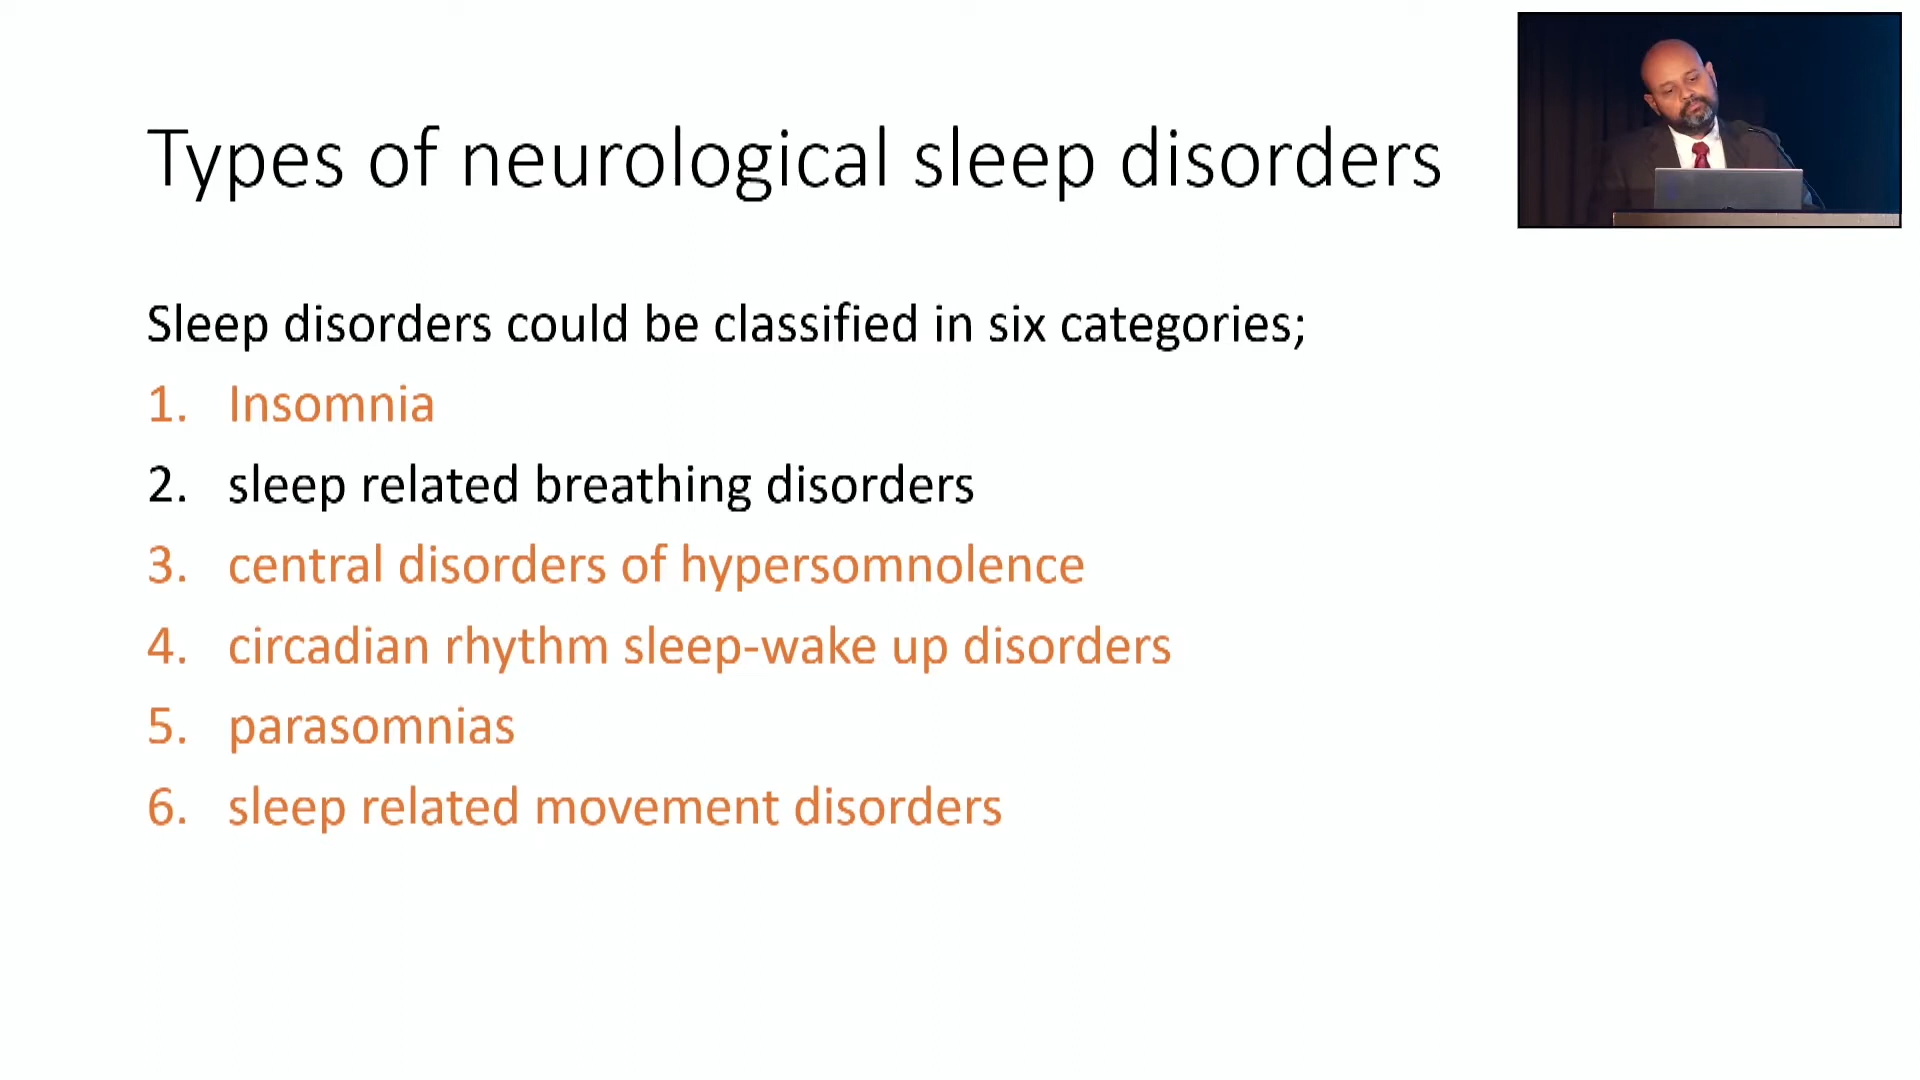 Types of neurological sleep disorders
Sleep disorders could be classified in six categories;
1. Insomnia
2. sleep related breathing disorders
3. central disorders of hypersomnolence
4. circadian rhythm sleep-wake up disorders
5. parasomnias
6. sleep related movement disorders